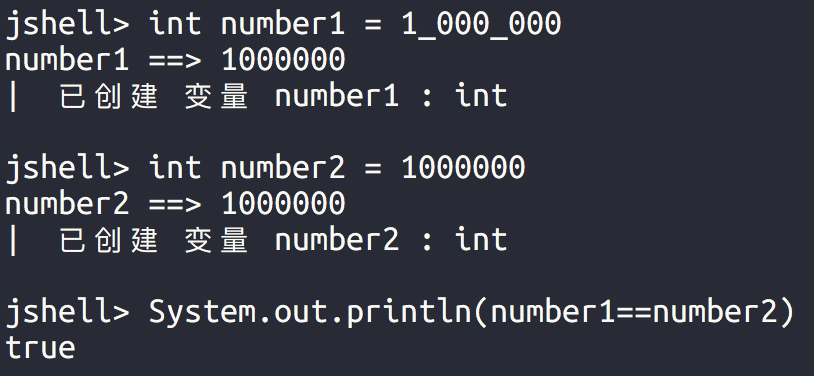 jshell> int number1 = 1_000_000
number1 ==> 1000000
| 已创建 变量 number1 : int
jshell> int number2 = 1000000
number2 ==> 1000000
| 已创建 变量 number2 : int
jshell> System.out.println(number1==number2)
true